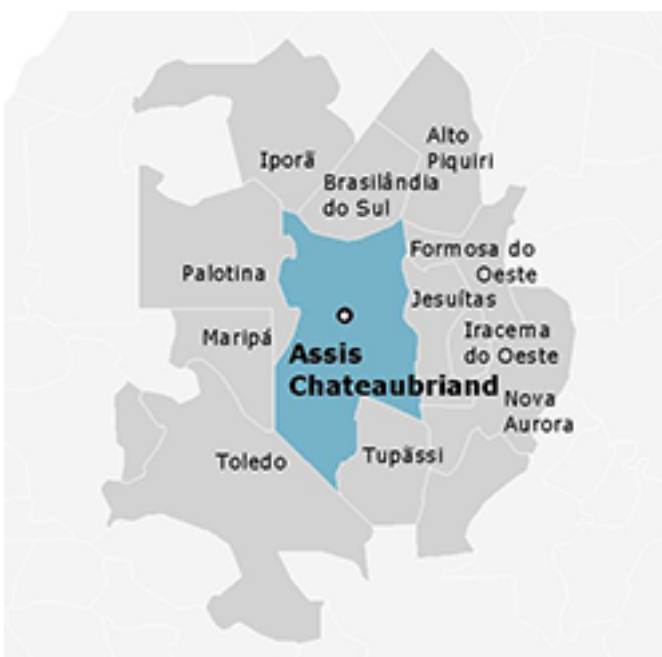 Alto
Piquiri
Iporã
Brasilândia
do Sul
Formosa do
Oeste
Palotina
Jesuítas
Iracema
do Oeste
Maripá
Assis
Chateaubriand
Nova
Aurora
Toledo
Tupãssi